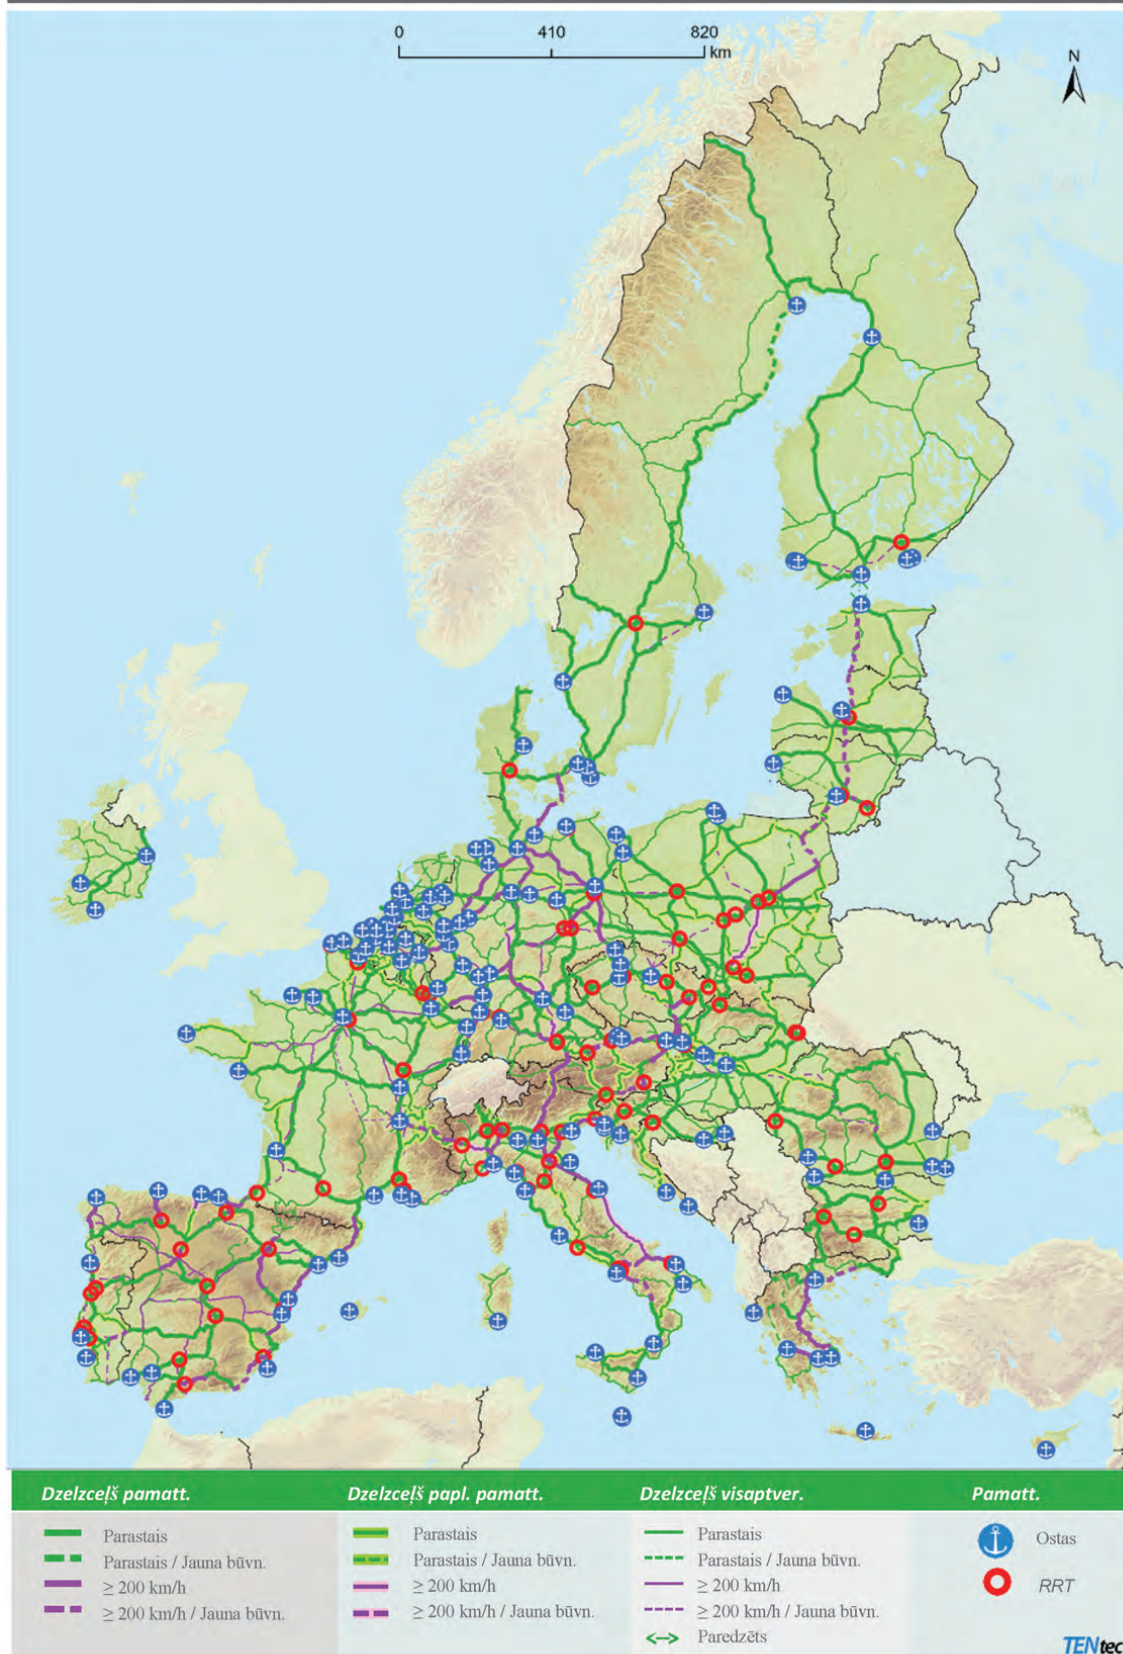 0 410 820
km
N
Dzelzceļš pamatt. Dzelzceļš papl. pamatt. Dzelzceļš visaptver. Pamatt.
Parastais Parastais Parastais Ostas
Parastais / Jauna būvn. Parastais / Jauna būvn. Parastais / Jauna būvn.
≥ 200 km/h ≥ 200 km/h ≥ 200 km/h RRT
≥ 200 km/h / Jauna būvn. ≥ 200 km/h / Jauna būvn. ≥ 200 km/h / Jauna būvn.
Paredzēts
TENtec